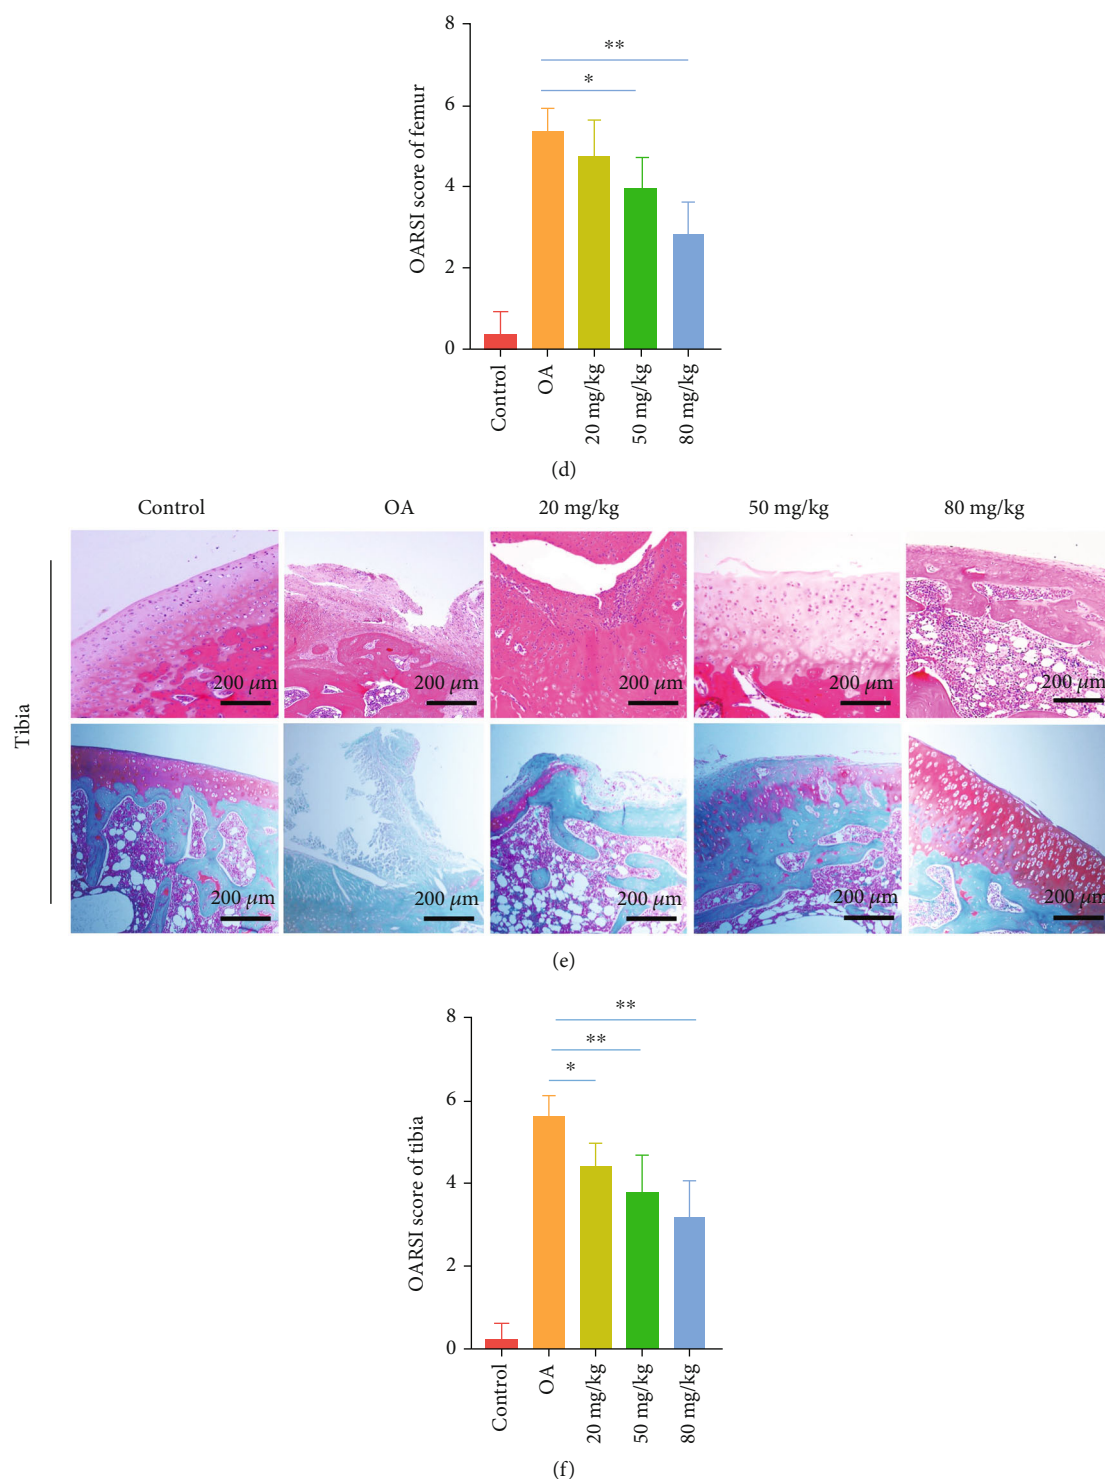 8
6
4
2
0
OARSI score of femur
**
*
Control
OA
20 mg/kg
50 mg/kg
80 mg/kg
(d)
Control OA 20 mg/kg 50 mg/kg 80 mg/kg
Tibia
200 μm 200 μm 200 μm 200 μm 200 μm
200 μm 200 μm 200 μm 200 μm 200 μm
(e)
8
6
4
2
0
OARSI score of tibia
**
**
*
Control
OA
20 mg/kg
50 mg/kg
80 mg/kg
(f)